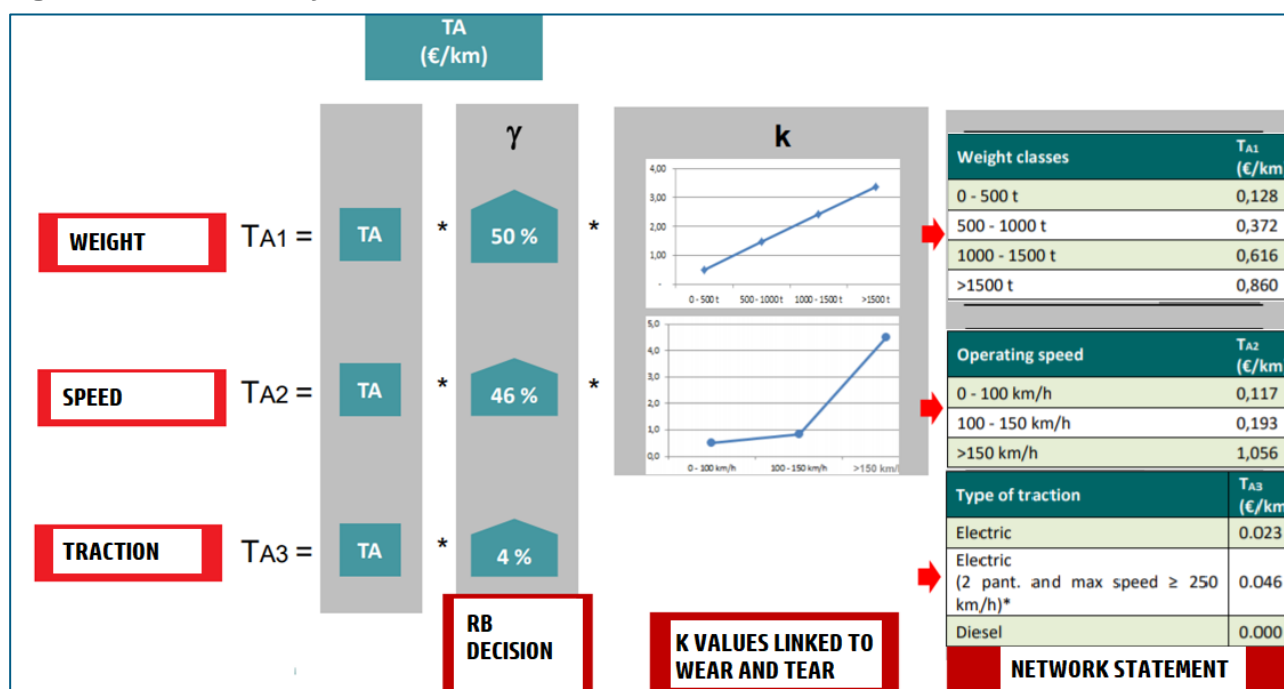 TA
(€/km)
γ
k
WEIGHT
TA1 =
TA
*
50 %
*
4,00
3,00
2,00
1,00
-
0 - 500 t
500 - 1000 t
1000 - 1500 t
>1500 t
Weight classes
TA1
(€/km
0 - 500 t
0,128
500 - 1000 t
0,372
1000 - 1500 t
0,616
>1500 t
0,860
SPEED
TA2 =
TA
*
46 %
*
5,0
4,0
3,0
2,0
1,0
0,0
0 - 100 km/h
100 - 150 km/h
>150 km/l
Operating speed
TA2
(€/km
0 - 100 km/h
0,117
100 - 150 km/h
0,193
>150 km/h
1,056
TRACTION
TA3 =
TA
*
4 %
Type of traction
TA3
(€/km
Electric
0.023
Electric
(2 pant. and max speed ≥ 250
km/h)*
0.046
Diesel
0.000
RB
DECISION
K VALUES LINKED TO
WEAR AND TEAR
NETWORK STATEMENT